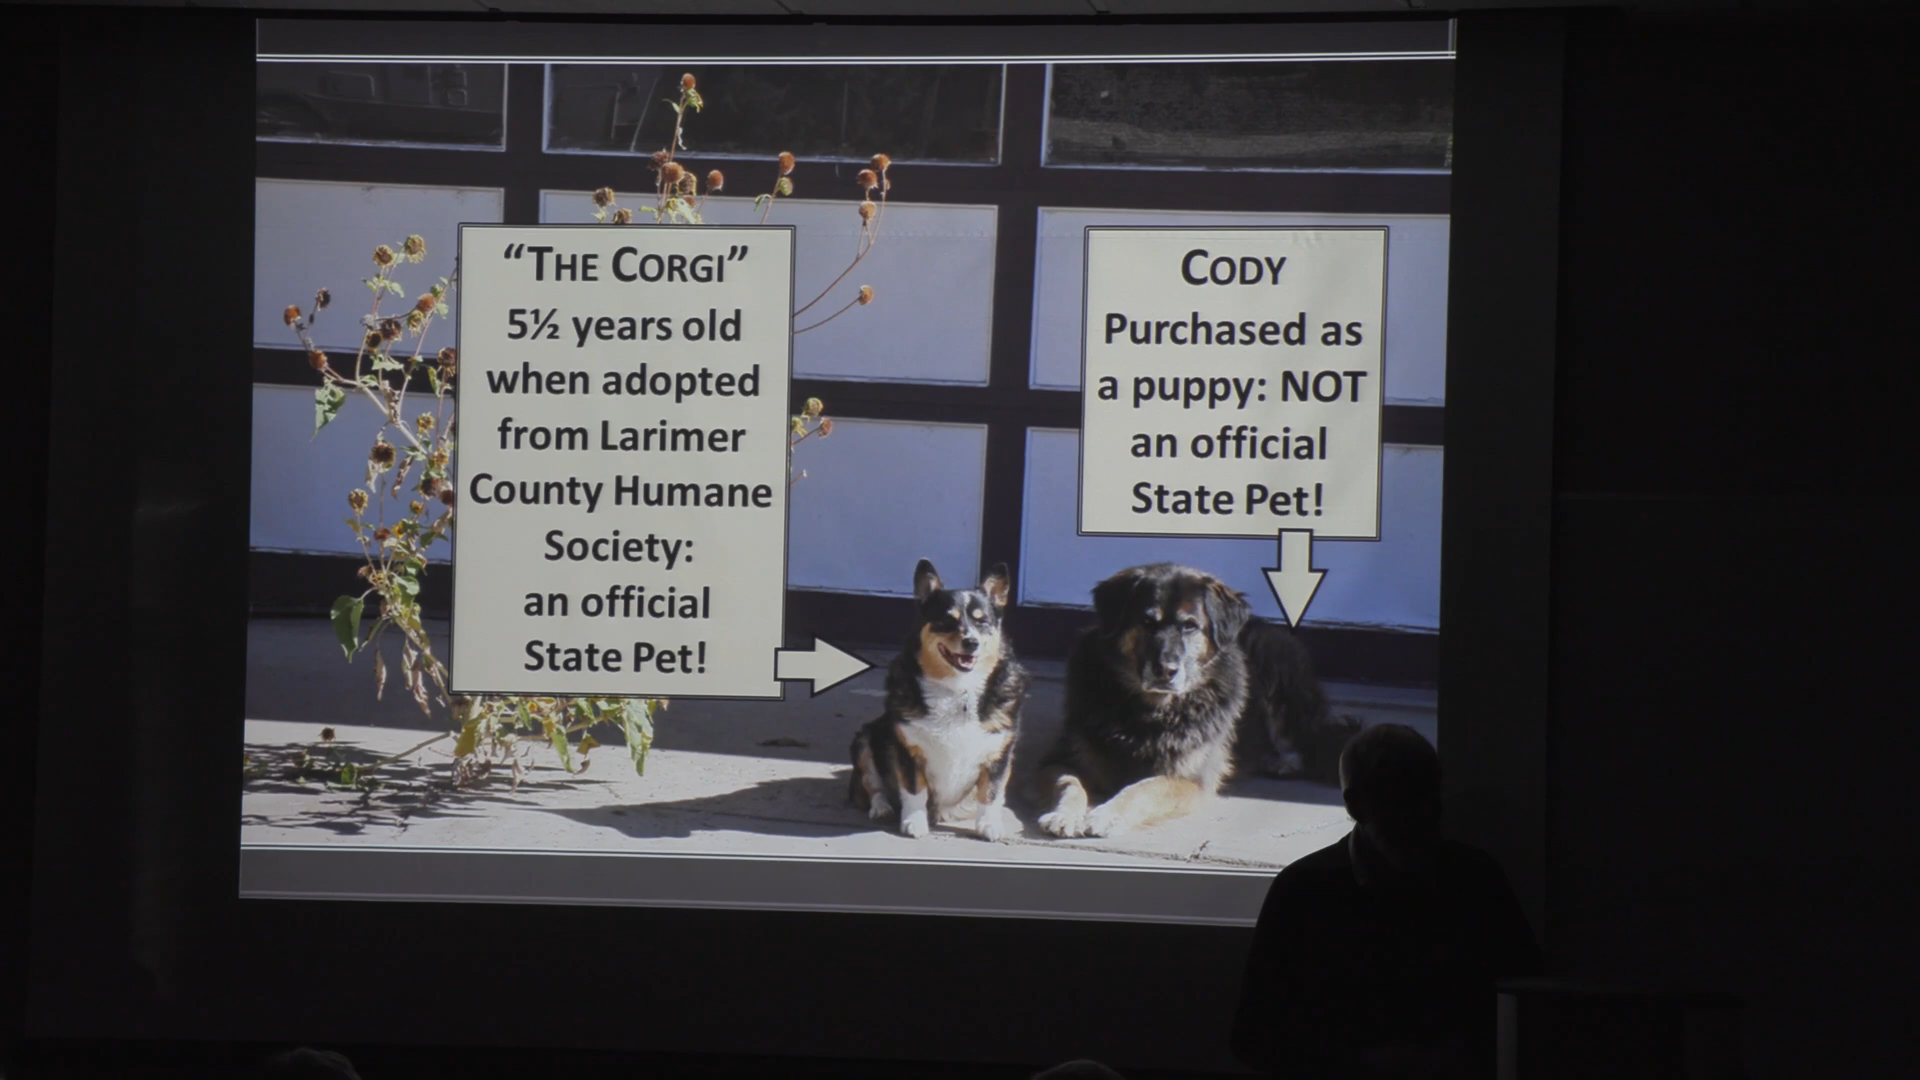 “THE CORGI”
5½ years old
when adopted
from Larimer
County Humane
Society:
an official
State Pet!
CODY
Purchased as
a puppy: NOT
an official
State Pet!